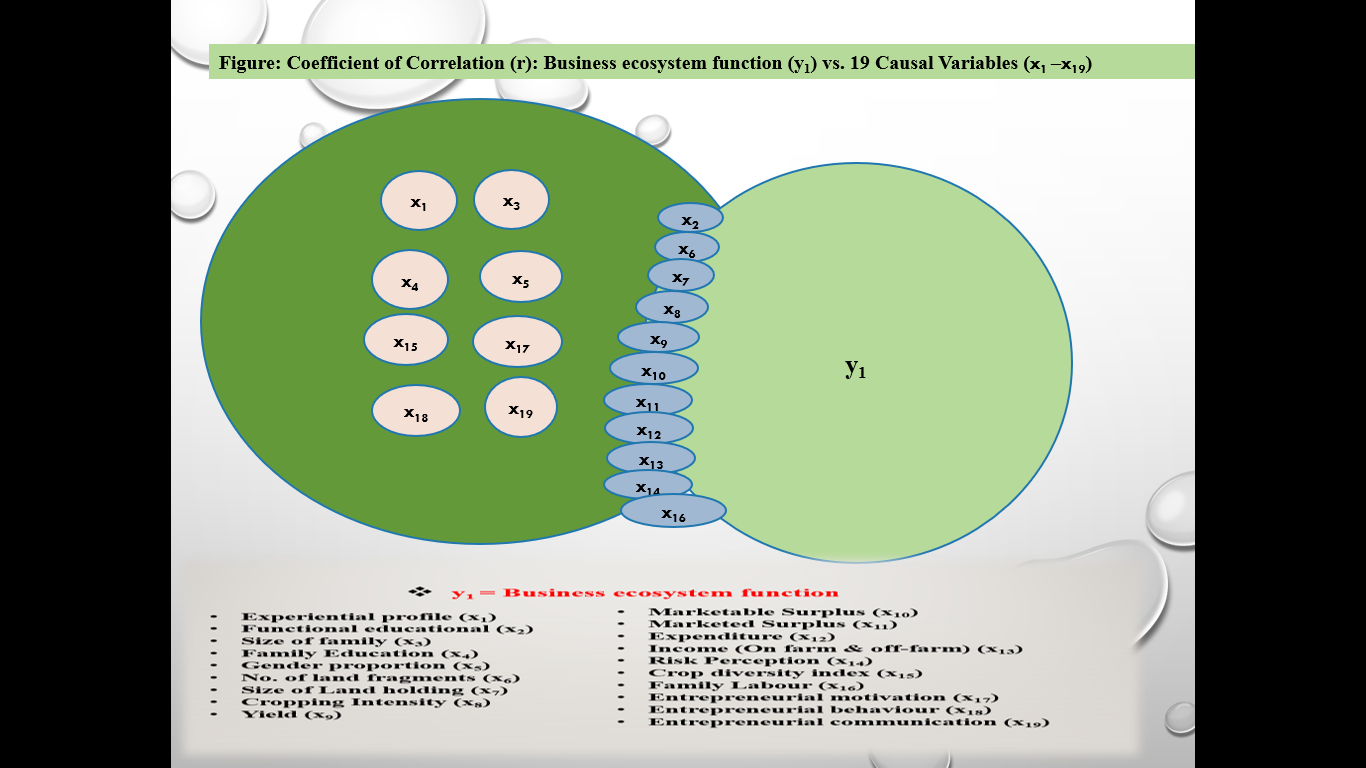 Figure: Coefficient of Correlation (r): Business ecosystem function (y₁) vs. 19 Causal Variables (x₁ –x₁₉)
x₁ x₃
x₂
x₆
x₄ x₅
x₇
x₈
x₁₅ x₁₇
x₉
y₁
x₁₀
x₁₈ x₁₉
x₁₁
x₁₂
x₁₃
x₁₄
x₁₆
❖ y₁ = Business ecosystem function
• Experiential profile (x₁)
• Functional educational (x₂)
• Size of family (x₃)
• Family Education (x₄)
• Gender proportion (x₅)
• No. of land fragments (x₆)
• Size of Land holding (x₇)
• Cropping Intensity (x₈)
• Yield (x₉)
• Marketable Surplus (x₁₀)
• Marketed Surplus (x₁₁)
• Expenditure (x₁₂)
• Income (On farm & off-farm) (x₁₃)
• Risk Perception (x₁₄)
• Crop diversity index (x₁₅)
• Family Labour (x₁₆)
• Entrepreneurial motivation (x₁₇)
• Entrepreneurial behaviour (x₁₈)
• Entrepreneurial communication (x₁₉)